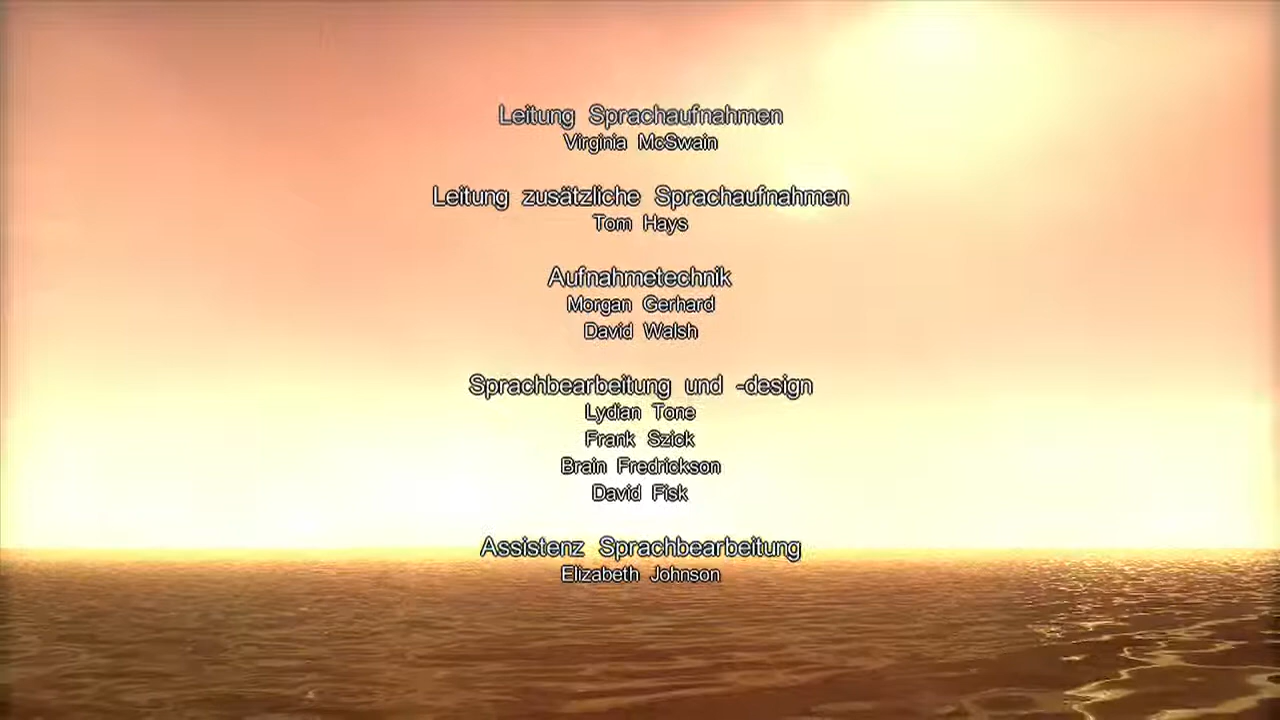 Leitung Sprachaufnahmen
Virginia McSwain
Leitung zusätzliche Sprachaufnahmen
Tom Hays
Aufnahmetechnik
Morgan Gerhard
David Walsh
Sprachbearbeitung und -design
Lydian Tone
Frank Szick
Brain Fredrickson
David Fisk
Assistenz Sprachbearbeitung
Elizabeth Johnson